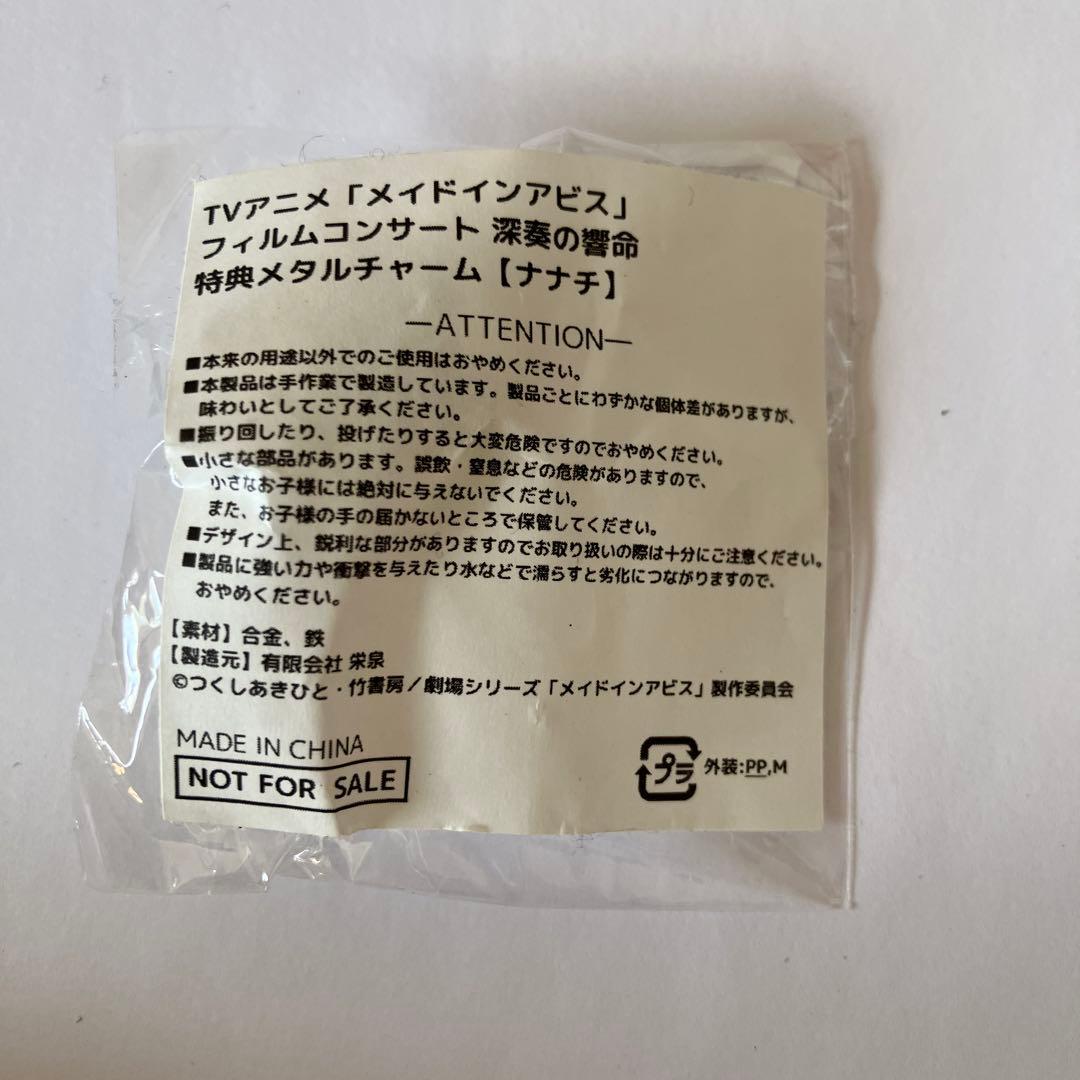 TVアニメ「メイドインアビス」
フィルムコンサート 深奏の響命
特典メタルチャーム【ナナチ】
—ATTENTION—
■本来の用途以外でのご使用はおやめください。
■本製品は手作業で製造しています。製品ごとにわずかな個体差がありますが、
味わいとしてご了承ください。
■振り回したり、投げたりすると大変危険ですのでおやめください。
■小さな部品があります。誤飲・窒息などの危険がありますので、
小さなお子様には絶対に与えないでください。
また、お子様の手の届かないところで保管してください。
■デザイン上、鋭利な部分がありますのでお取り扱いの際は十分にご注意ください。
■製品に強い力や衝撃を与えたり水などで濡らすと劣化につながりますので、
おやめください。
【素材】合金、鉄
【製造元】有限会社 栄泉
©つくしあきひと・竹書房/劇場シリーズ「メイドインアビス」製作委員会
MADE IN CHINA
NOT FOR SALE
プラ 外装:PP,M